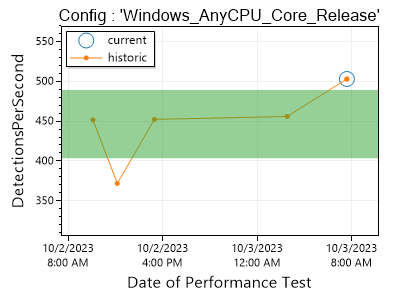 Config : 'Windows_AnyCPU_Core_Release'
current
historic
DetectionsPerSecond
550
500
450
400
350
10/2/2023 10/2/2023 10/3/2023 10/3/2023
8:00 AM 4:00 PM 12:00 AM 8:00 AM
Date of Performance Test